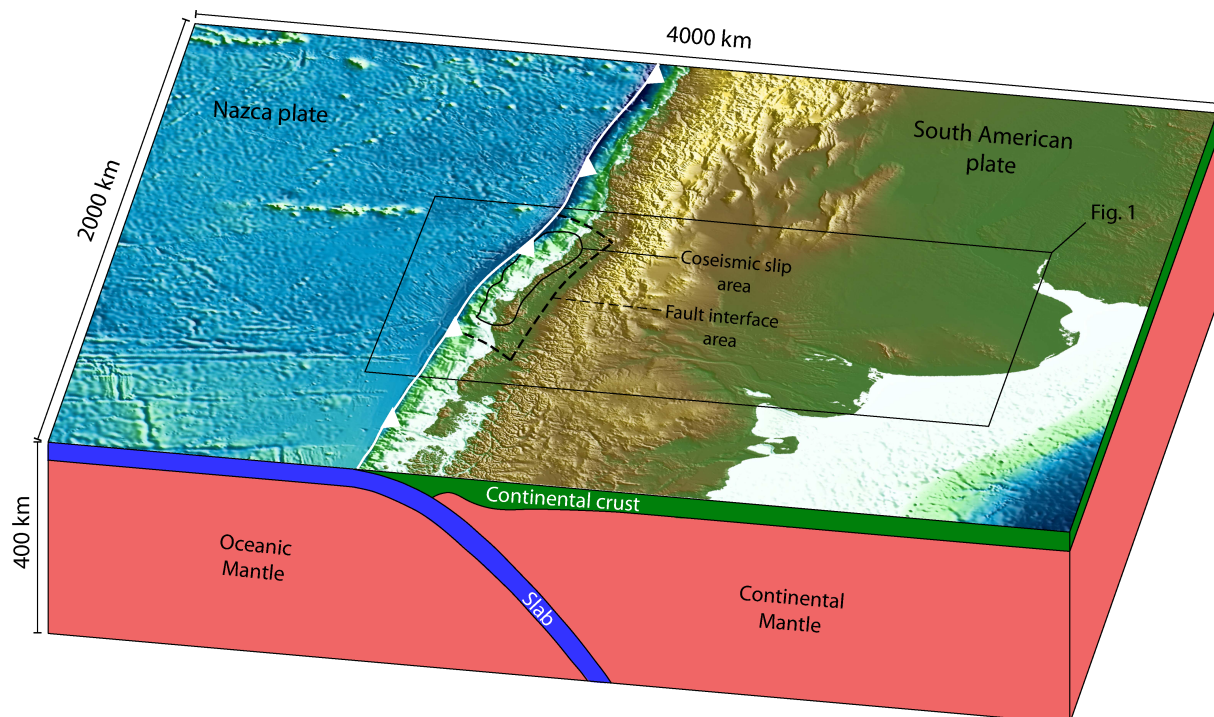 4000 km
Nazca plate
South American
plate
2000 km
Fig. 1
Coseismic slip
area
Fault interface
area
400 km
Continental crust
Oceanic
Mantle
Slab
Continental
Mantle